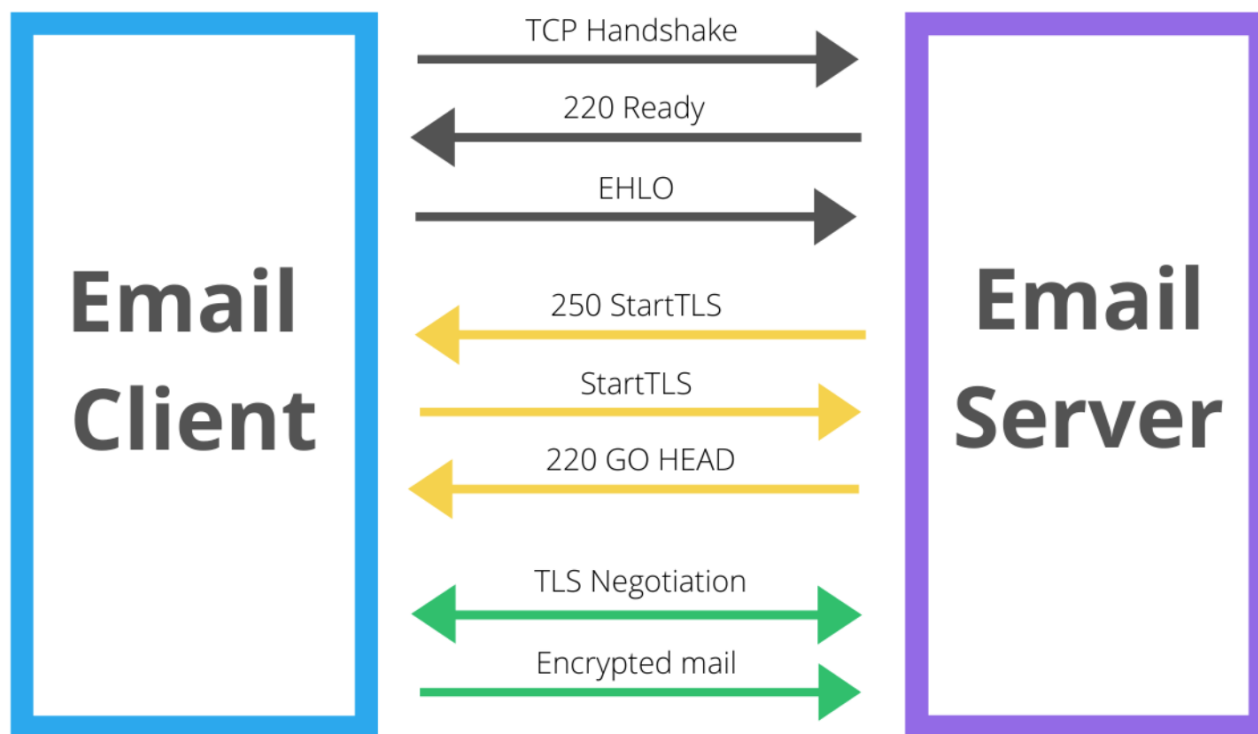 TCP Handshake
220 Ready
EHLO
250 StartTLS
StartTLS
220 GO HEAD
TLS Negotiation
Encrypted mail
Email
Client
Email
Server